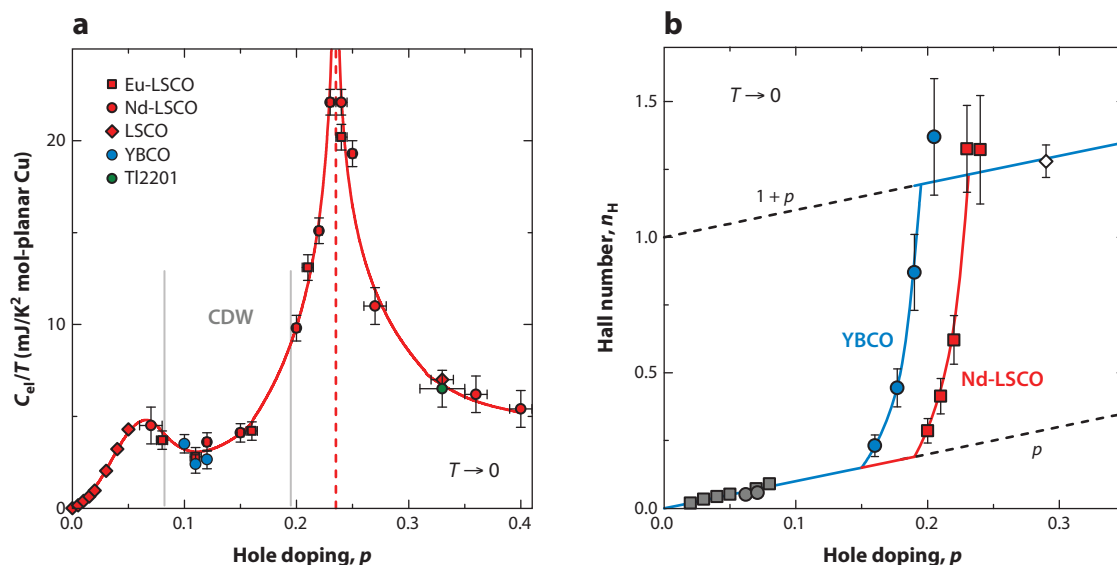 a
C_el/T (mJ/K² mol-planar Cu)
20
10
0
Eu-LSCO
Nd-LSCO
LSCO
YBCO
Tl2201
CDW
T → 0
0.0 0.1 0.2 0.3 0.4
Hole doping, p
b
Hall number, n_H
1.5
1.0
0.5
0.0
T → 0
1 + p
YBCO
Nd-LSCO
p
0.0 0.1 0.2 0.3
Hole doping, p